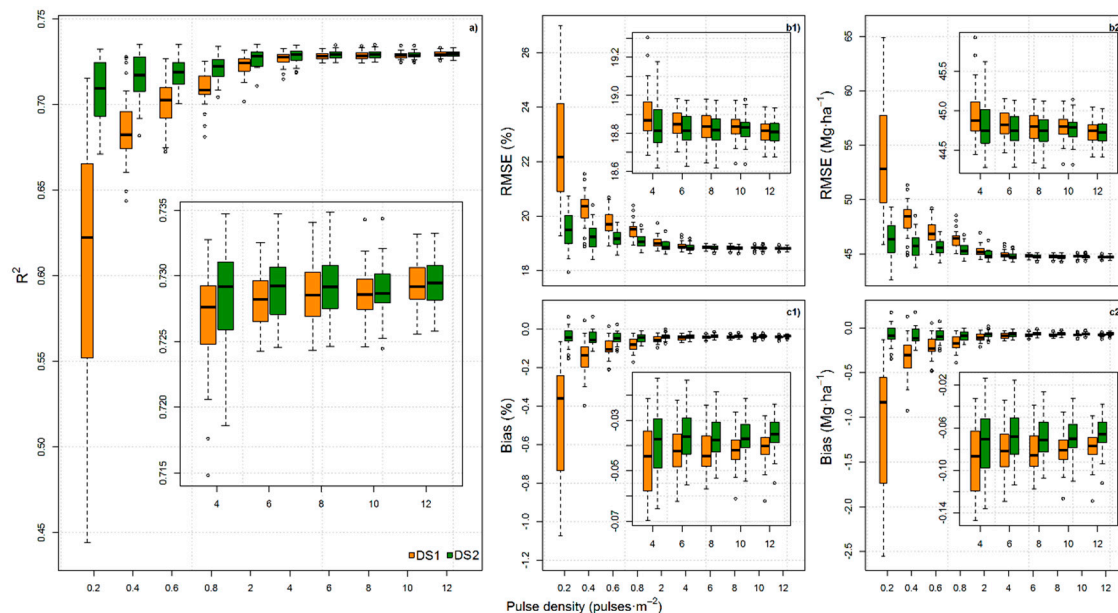 a)
0.75
0.70
0.65
0.60
0.55
0.50
0.45
R²
0.735
0.730
0.725
0.720
0.715
4 6 8 10 12
DS1 DS2
0.2 0.4 0.6 0.8 2 4 6 8 10 12
b1)
26
24
22
20
18
RMSE (%)
19.2
19.0
18.8
18.6
4 6 8 10 12
c1)
0.0
-0.2
-0.4
-0.6
-0.8
-1.0
-1.2
Bias (%)
-0.03
-0.05
-0.07
4 6 8 10 12
0.2 0.4 0.6 0.8 2 4 6 8 10 12
b2
65
60
55
50
45
RMSE (Mg·ha⁻¹)
45.5
45.0
44.5
4 6 8 10 12
c2
0.0
-0.5
-1.0
-1.5
-2.0
-2.5
Bias (Mg·ha⁻¹)
-0.02
-0.06
-0.10
-0.14
4 6 8 10 12
0.2 0.4 0.6 0.8 2 4 6 8 10 12
Pulse density (pulses·m⁻²)